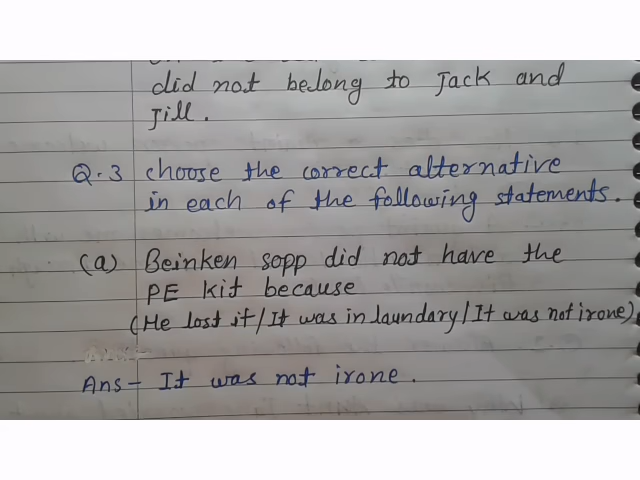 did not belong to Jack and
Jill.
Q.3 choose the correct alternative
in each of the following statements.
(a) Beinken sopp did not have the
PE kit because
(He lost it/It was in laundary/It was not irone)
Ans- It was not irone.